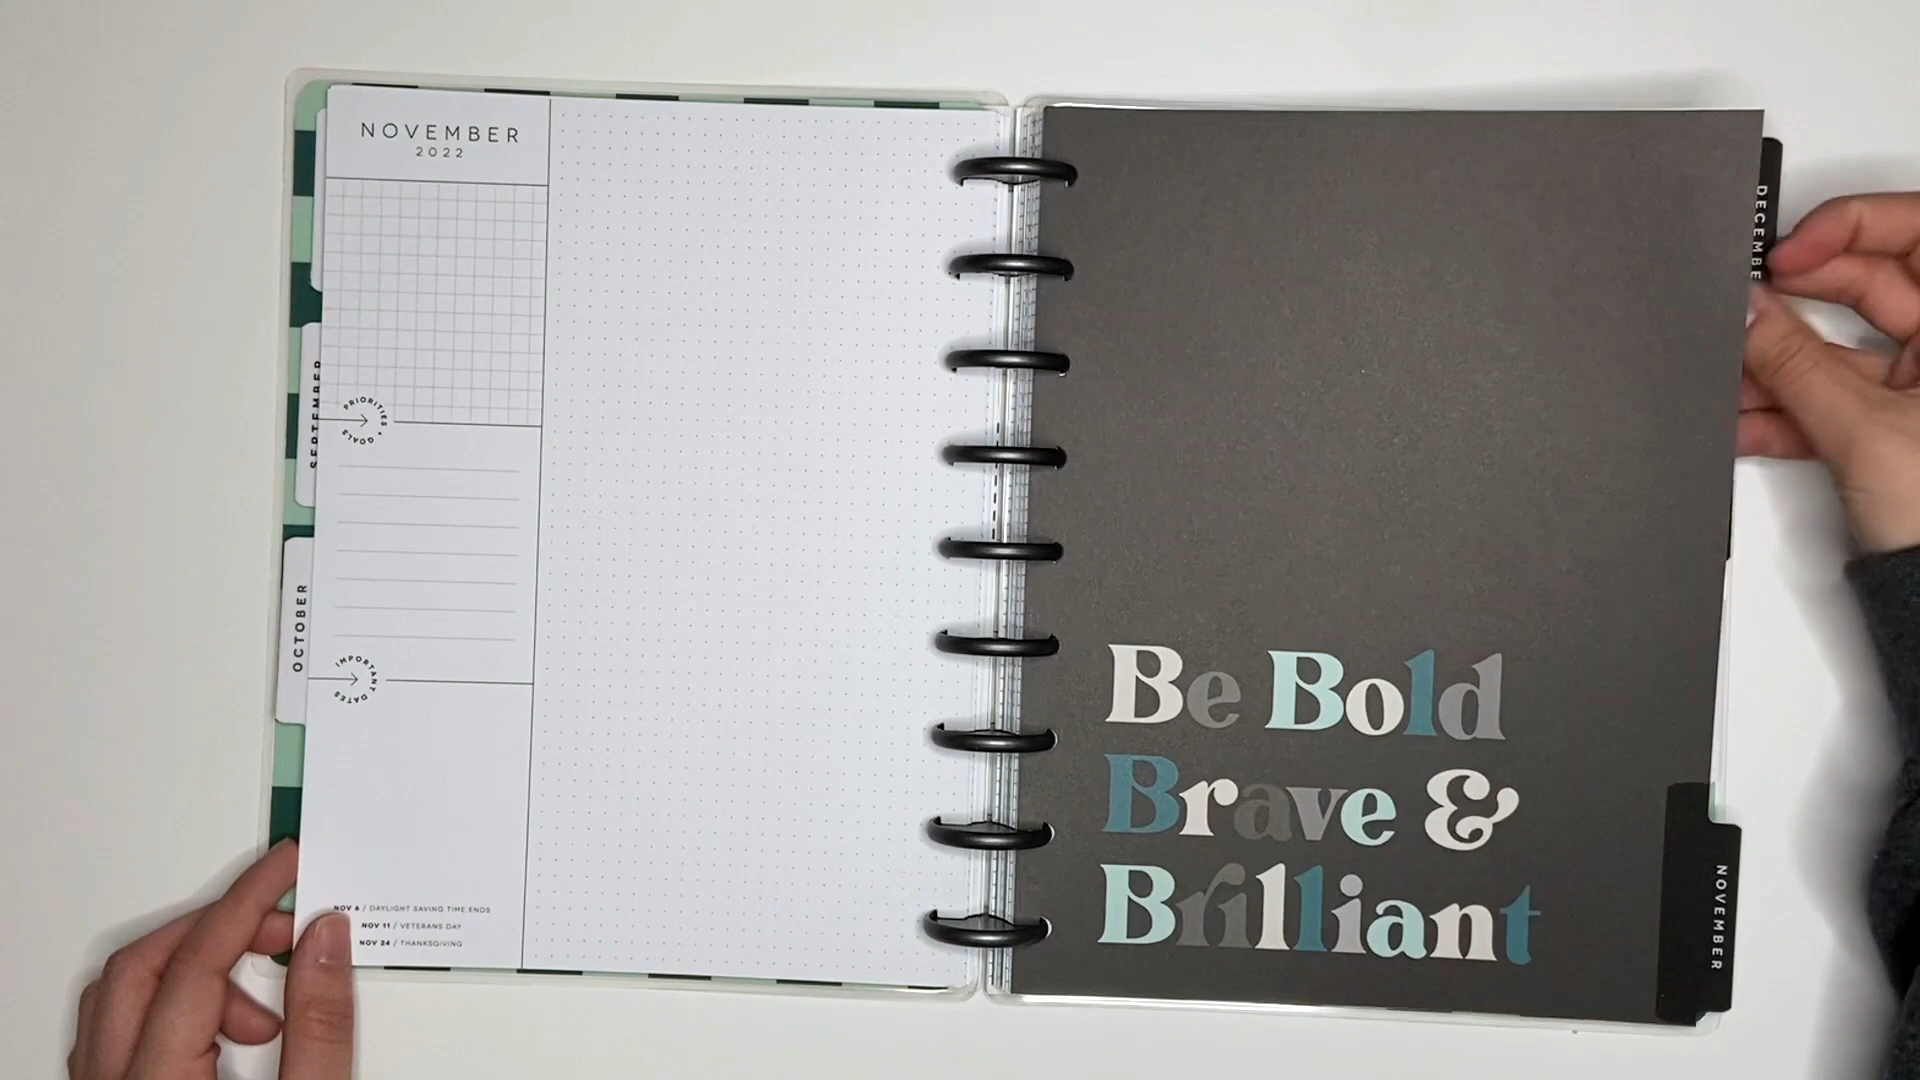 NOVEMBER
2022
SEPTEMBER
PRIORITIES + GOALS
OCTOBER
IMPORTANT DATES
NOV 6 / DAYLIGHT SAVING TIME ENDS
NOV 11 / VETERANS DAY
NOV 24 / THANKSGIVING
DECEMBE
Be Bold
Brave &
Brilliant
NOVEMBER